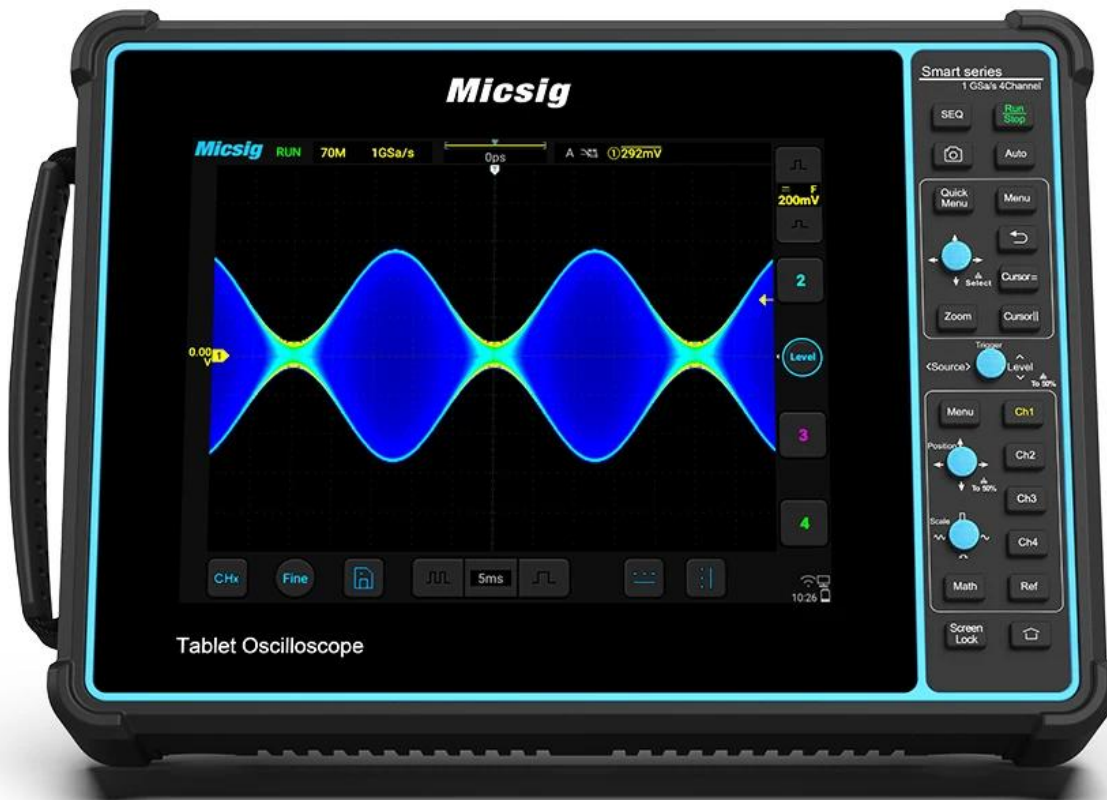 Micsig
Smart series
1 GSa/s 4Channel
Micsig RUN 70M 1GSa/s 0ps A ①292mV
T
SEQ Run Stop
Auto
F
200mV
Quick Menu Menu
2
Select
Cursor=
Zoom Cursor||
0.00 V 1
Level
Trigger
<Source> Level
To 50%
3
Menu Ch1
Position Ch2
To 50%
Ch3
4
Scale
Ch4
CHx Fine 5ms
10:26
Math Ref
Screen Lock
Tablet Oscilloscope